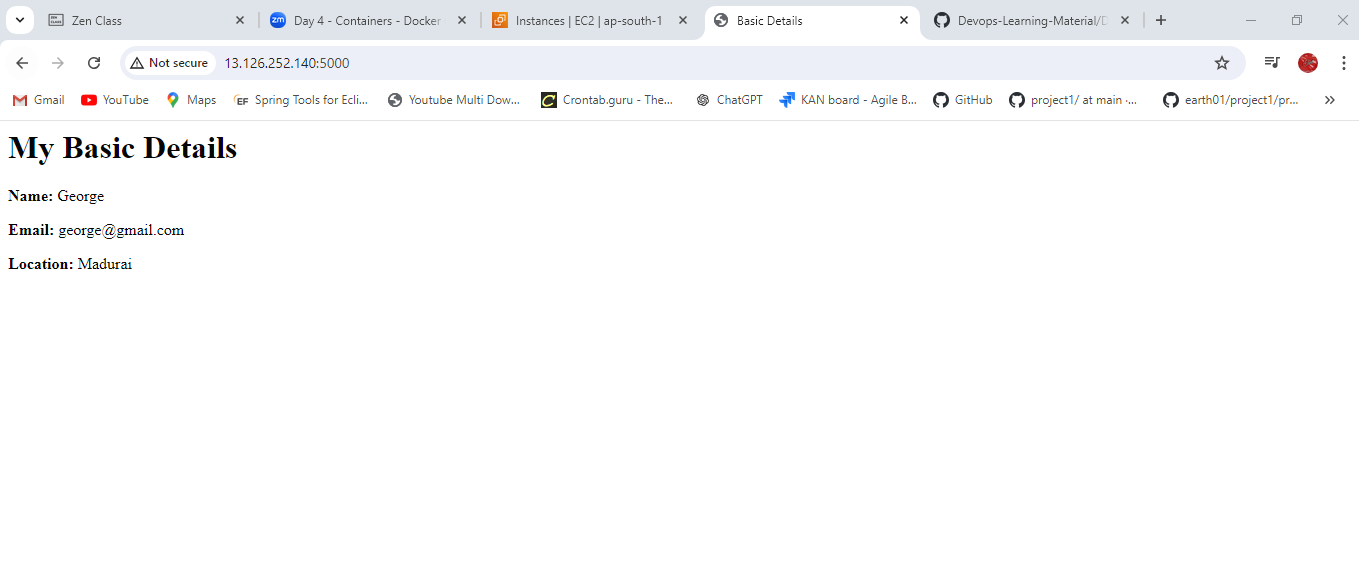 Zen Class
Day 4 - Containers - Docker
Instances | EC2 | ap-south-1
Basic Details
Devops-Learning-Material/D
Not secure
13.126.252.140:5000
Gmail
YouTube
Maps
EF
Spring Tools for Ecli...
Youtube Multi Dow...
Crontab.guru - The...
ChatGPT
KAN board - Agile B...
GitHub
project1/ at main ·...
earth01/project1/pr...
My Basic Details
Name: George
Email: george@gmail.com
Location: Madurai